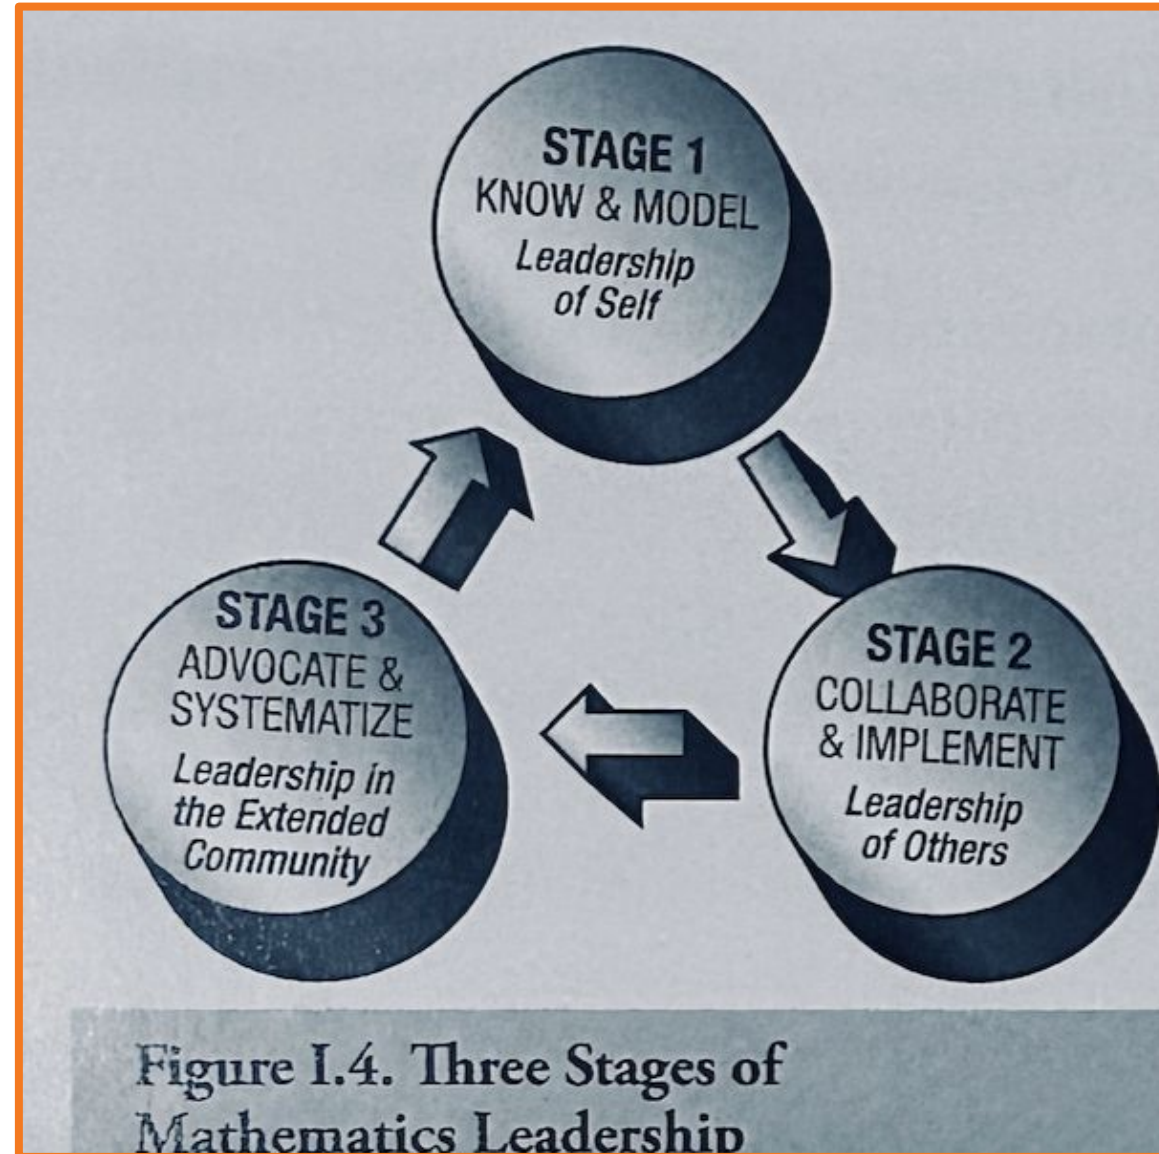 STAGE 1
KNOW & MODEL
Leadership
of Self
STAGE 2
COLLABORATE
& IMPLEMENT
Leadership
of Others
STAGE 3
ADVOCATE &
SYSTEMATIZE
Leadership in
the Extended
Community
Figure I.4. Three Stages of
Mathematics Leadership